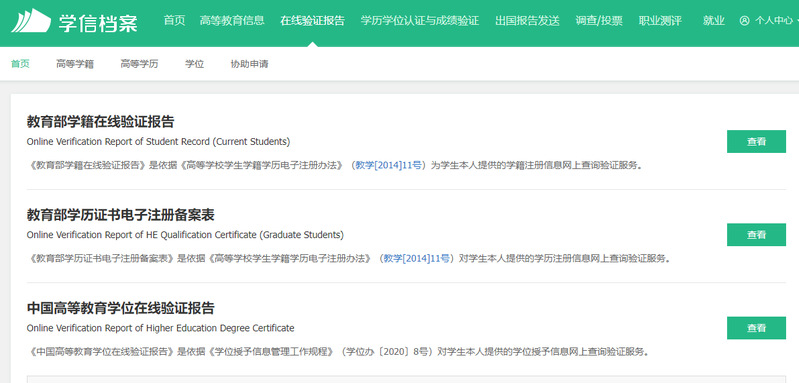 学信档案 首页 高等教育信息 在线验证报告 学历学位认证与成绩验证 出国报告发送 调查/投票 职业测评 就业 个人中心
首页 高等学籍 高等学历 学位 协助申请
教育部学籍在线验证报告
Online Verification Report of Student Record (Current Students)
查看
《教育部学籍在线验证报告》是依据《高等学校学生学籍学历电子注册办法》（教学[2014]11号）为学生本人提供的学籍注册信息网上查询验证服务。
教育部学历证书电子注册备案表
Online Verification Report of HE Qualification Certificate (Graduate Students)
查看
《教育部学历证书电子注册备案表》是依据《高等学校学生学籍学历电子注册办法》（教学[2014]11号）对学生本人提供的学历注册信息网上查询验证服务。
中国高等教育学位在线验证报告
Online Verification Report of Higher Education Degree Certificate
查看
《中国高等教育学位在线验证报告》是依据《学位授予信息管理工作规程》（学位办〔2020〕8号）对学生本人提供的学位授予信息网上查询验证服务。